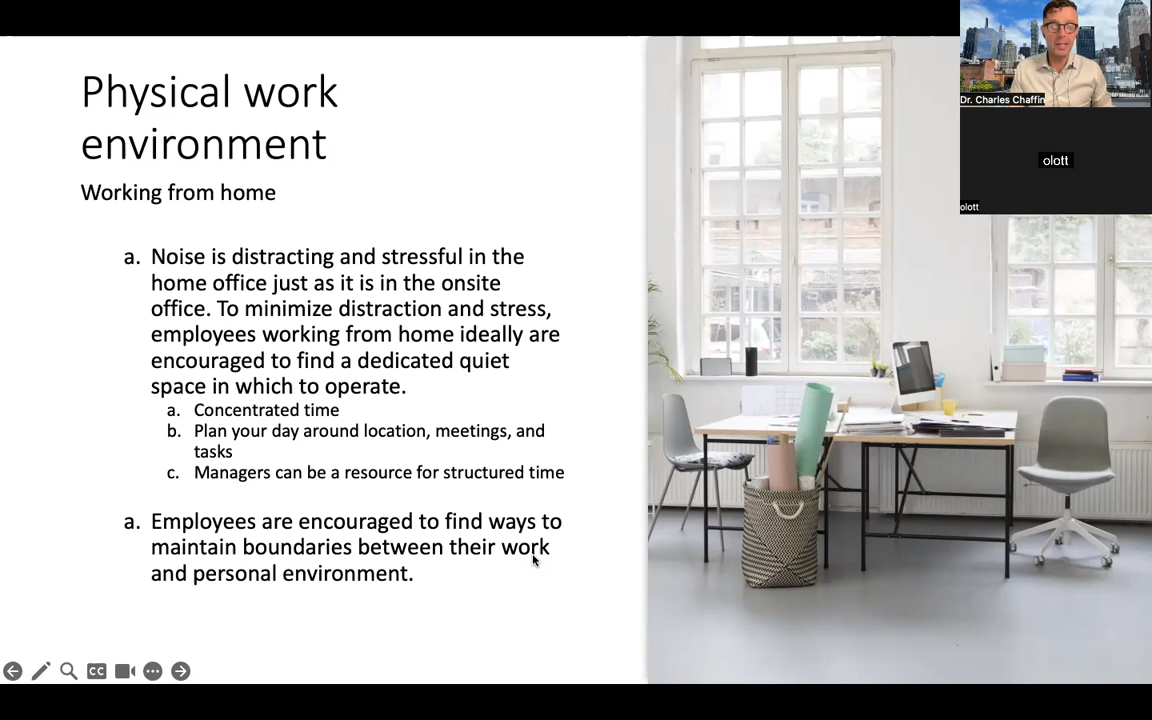 Physical work
environment
Working from home
a. Noise is distracting and stressful in the
home office just as it is in the onsite
office. To minimize distraction and stress,
employees working from home ideally are
encouraged to find a dedicated quiet
space in which to operate.
a. Concentrated time
b. Plan your day around location, meetings, and
tasks
c. Managers can be a resource for structured time
a. Employees are encouraged to find ways to
maintain boundaries between their work
and personal environment.
CC
Dr. Charles Chaffin
olott
olott